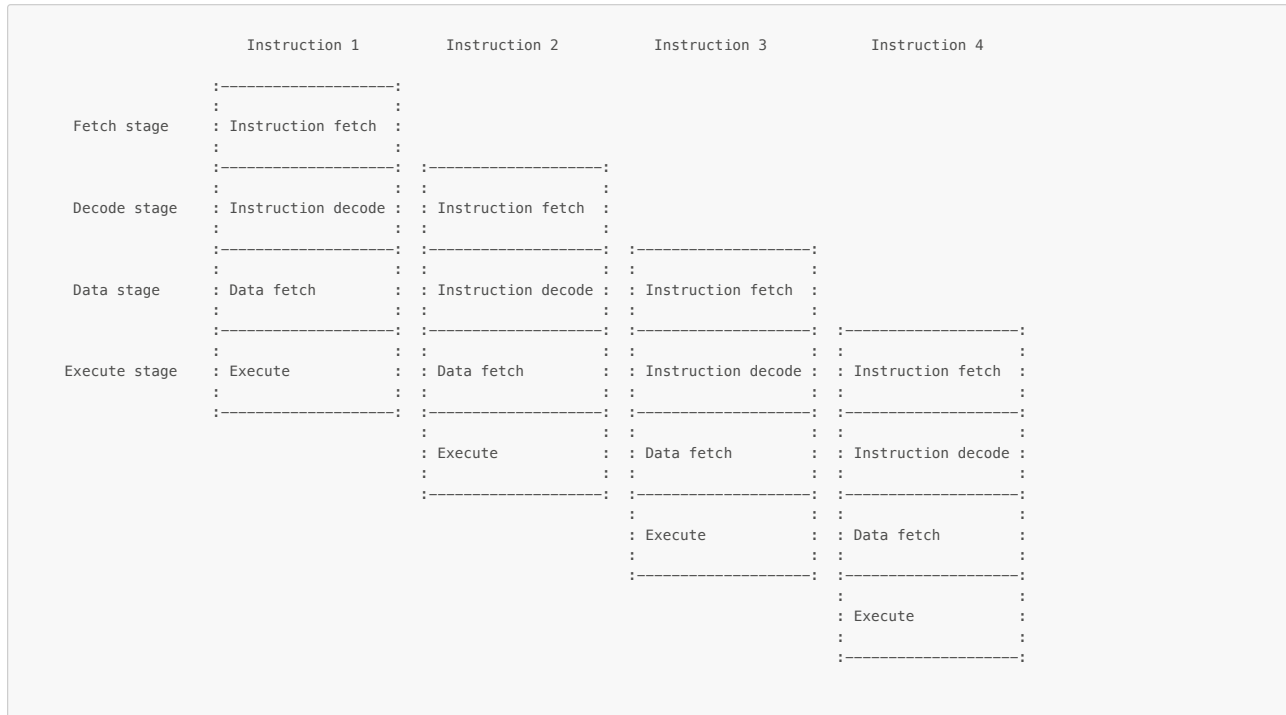 Instruction 1 Instruction 2 Instruction 3 Instruction 4
:--------------------:
: :
Fetch stage : Instruction fetch :
: :
:--------------------: :--------------------:
: : : :
Decode stage : Instruction decode : : Instruction fetch :
: : : :
:--------------------: :--------------------: :--------------------:
: : : : : :
Data stage : Data fetch : : Instruction decode : : Instruction fetch :
: : : : : :
:--------------------: :--------------------: :--------------------: :--------------------:
: : : : : : : :
Execute stage : Execute : : Data fetch : : Instruction decode : : Instruction fetch :
: : : : : : : :
:--------------------: :--------------------: :--------------------: :--------------------:
: : : : : :
: Execute : : Data fetch : : Instruction decode :
: : : : : :
:--------------------: :--------------------: :--------------------:
: : : :
: Execute : : Data fetch :
: : : :
:--------------------: :--------------------:
: :
: Execute :
: :
:--------------------: